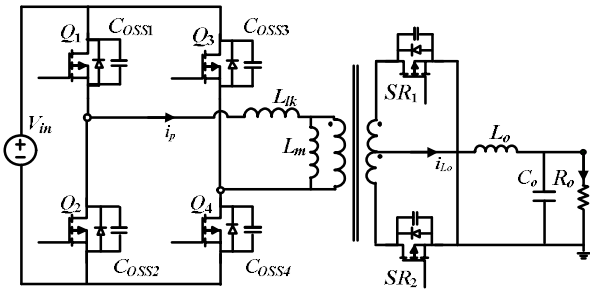 Q1
COSS1
Q3
COSS3
SR1
Vin
ip
Llk
Lm
iLo
Lo
Co
Ro
Q2
COSS2
Q4
COSS4
SR2